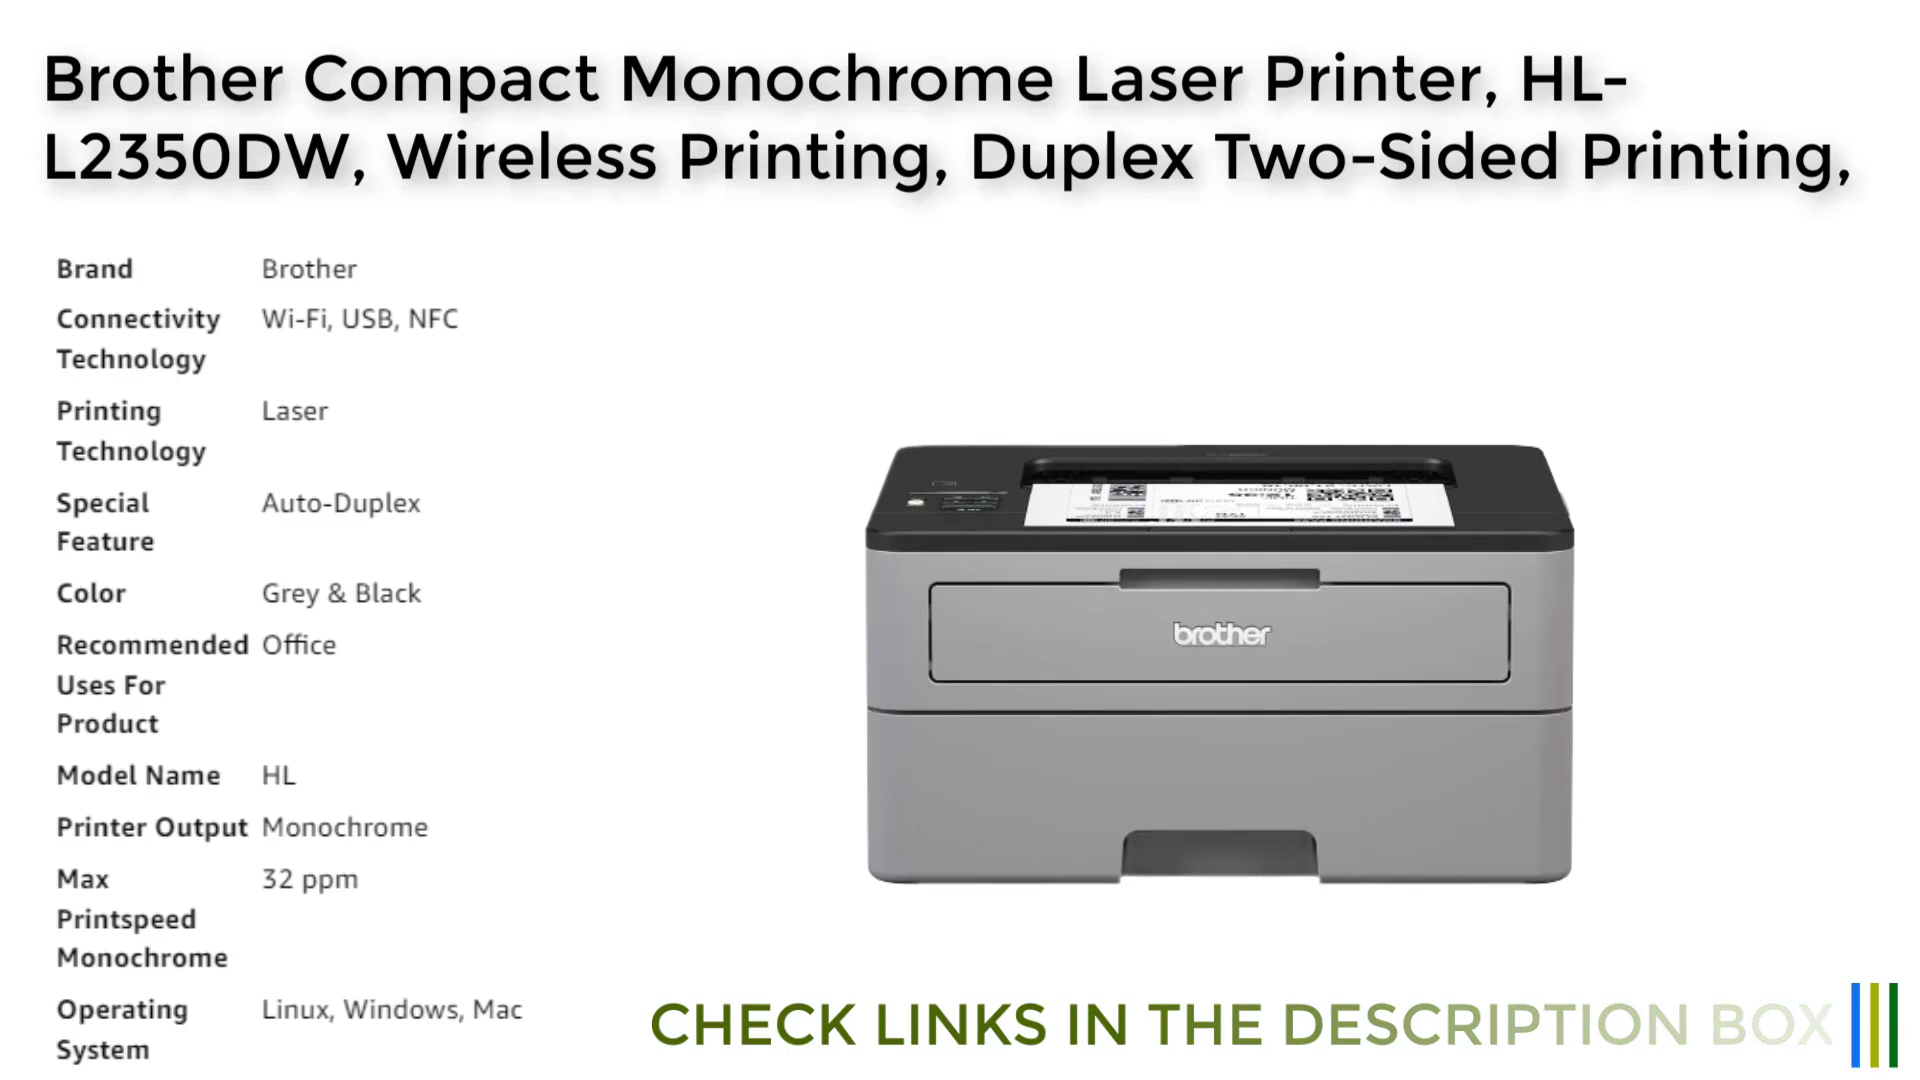 Brother Compact Monochrome Laser Printer, HL-
L2350DW, Wireless Printing, Duplex Two-Sided Printing,
Brand Brother
Connectivity Wi-Fi, USB, NFC
Technology
Printing Laser
Technology
Special Auto-Duplex
Feature
Color Grey & Black
Recommended Office
Uses For
Product
Model Name HL
Printer Output Monochrome
Max 32 ppm
Printspeed
Monochrome
Operating Linux, Windows, Mac
System
brother
CHECK LINKS IN THE DESCRIPTION BOX